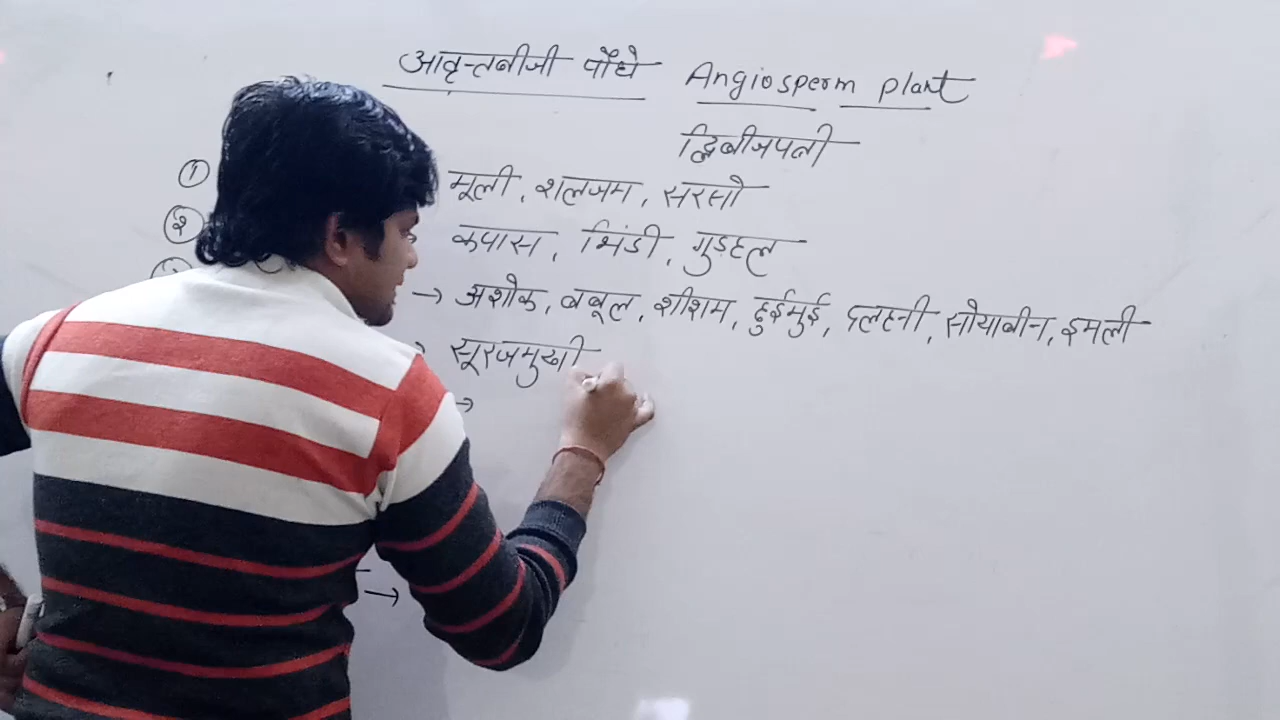 आवृन्तबीजी पौधे Angiosperm plant
द्विबीजपत्री
① मूली, शलजम, सरसो
② कपास, भिंडी, गुड़हल
→ अशोक, बबूल, शीशम, छुईमुई, दलहनी, सोयाबीन, इमली
सूरजमुखी
→
→